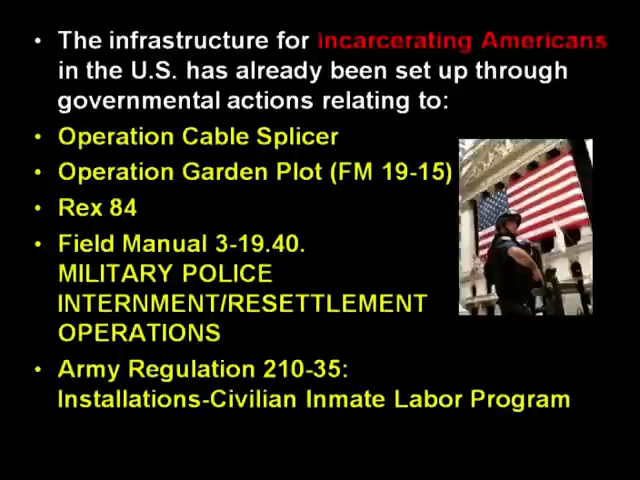 • The infrastructure for incarcerating Americans
in the U.S. has already been set up through
governmental actions relating to:
• Operation Cable Splicer
• Operation Garden Plot (FM 19-15)
• Rex 84
• Field Manual 3-19.40.
MILITARY POLICE
INTERNMENT/RESETTLEMENT
OPERATIONS
• Army Regulation 210-35:
Installations-Civilian Inmate Labor Program